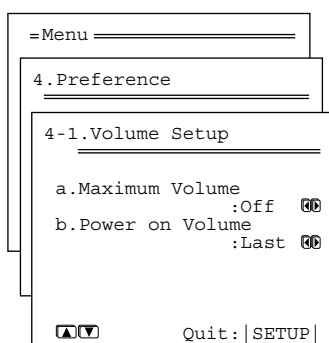 =Menu
4.Preference
4-1.Volume Setup
a.Maximum Volume
:Off
b.Power on Volume
:Last
Quit:|SETUP|